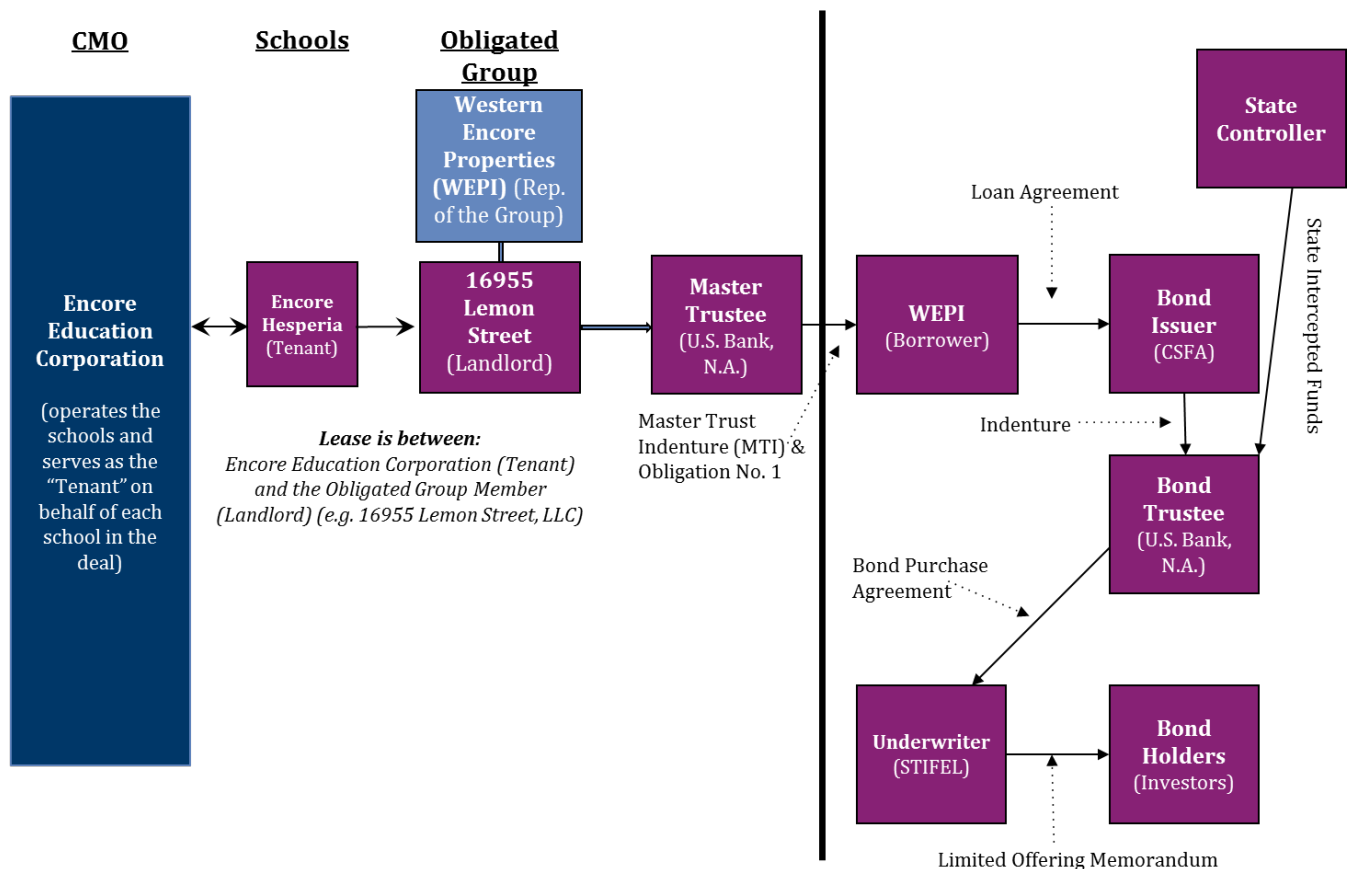 CMO
Schools
Obligated
Group
Encore
Education
Corporation
(operates the
schools and
serves as the
“Tenant” on
behalf of each
school in the
deal)
Encore
Hesperia
(Tenant)
Western
Encore
Properties
(WEPI) (Rep.
of the Group)
16955
Lemon
Street
(Landlord)
Lease is between:
Encore Education Corporation (Tenant)
and the Obligated Group Member
(Landlord) (e.g. 16955 Lemon Street, LLC)
Master
Trustee
(U.S. Bank,
N.A.)
Master Trust
Indenture (MTI) &
Obligation No. 1
WEPI
(Borrower)
Loan Agreement
Bond
Issuer
(CSFA)
State
Controller
State Intercepted Funds
Indenture
Bond
Trustee
(U.S. Bank,
N.A.)
Bond Purchase
Agreement
Underwriter
(STIFEL)
Bond
Holders
(Investors)
Limited Offering Memorandum